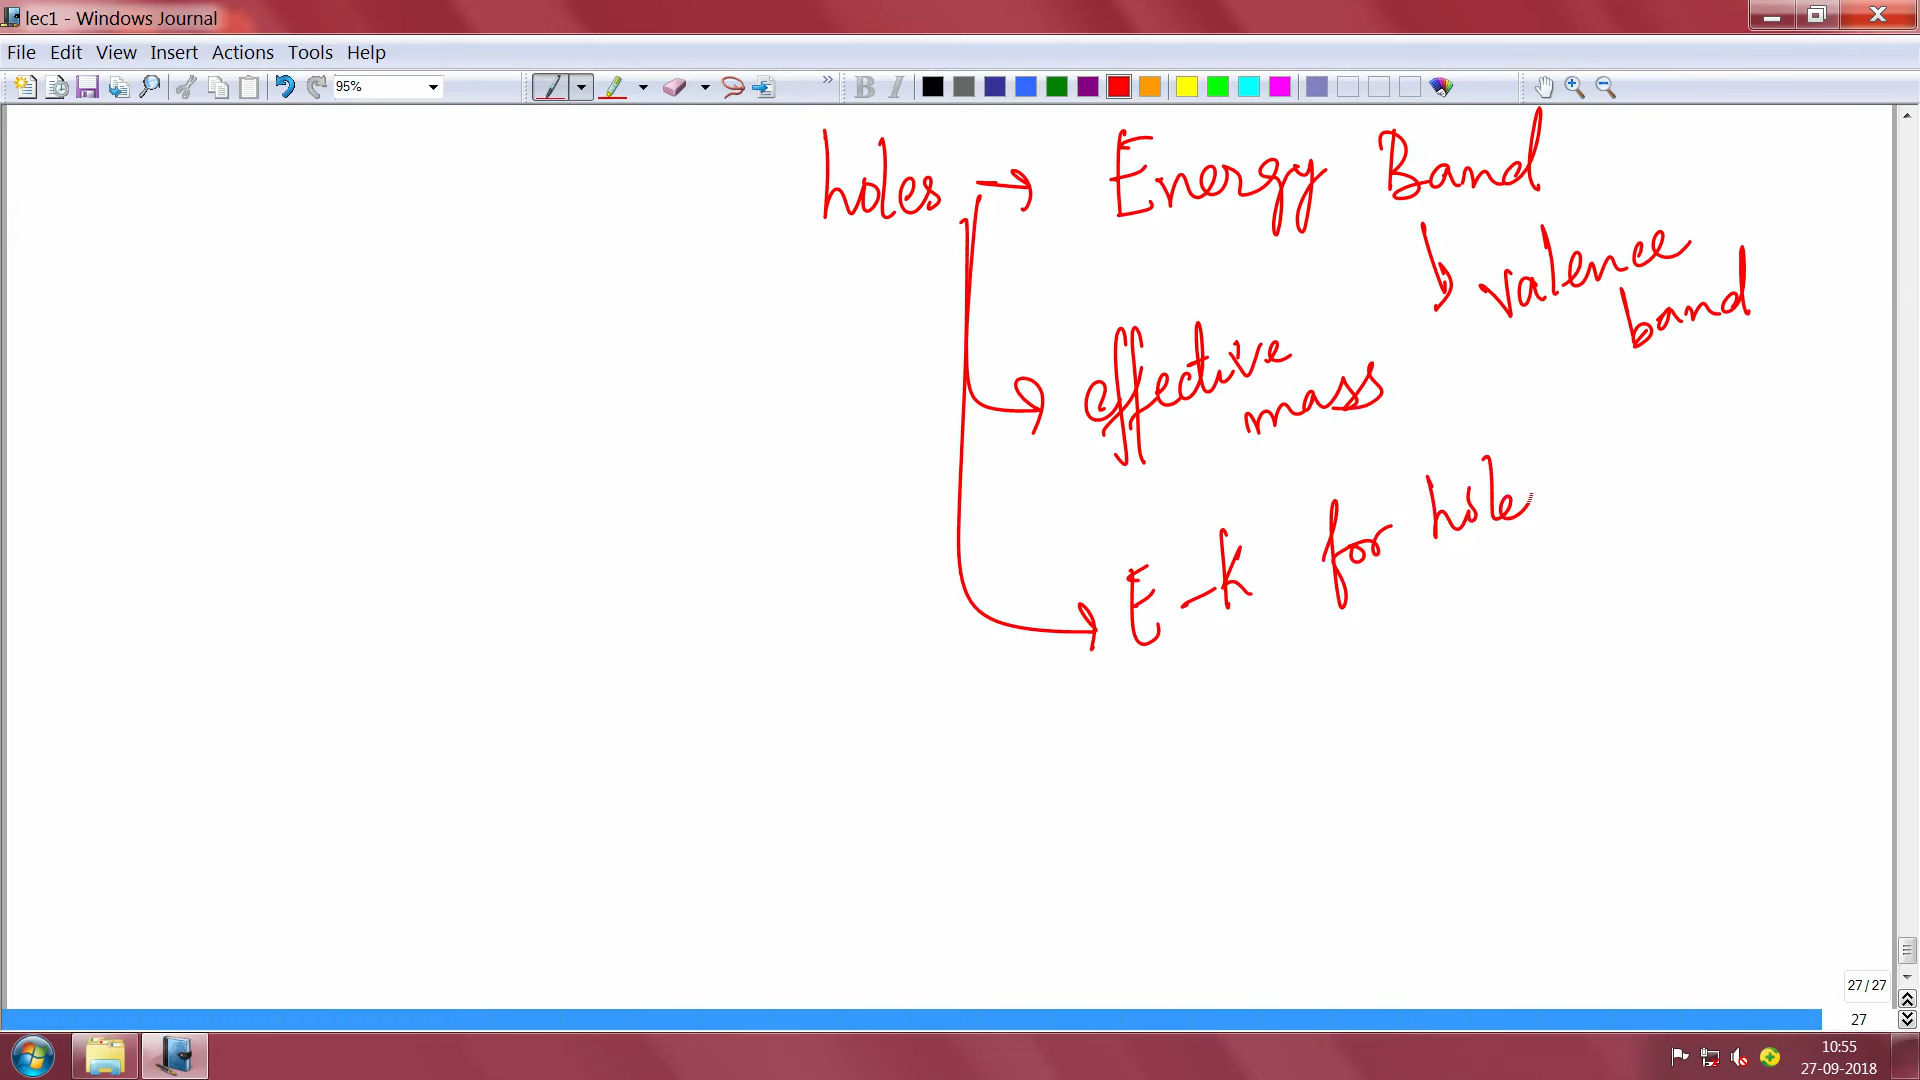 lec1 - Windows Journal
File Edit View Insert Actions Tools Help
95%
holes → Energy Band
valence
band
effective
mass
E-k for hole
27/27
27
10:55
27-09-2018